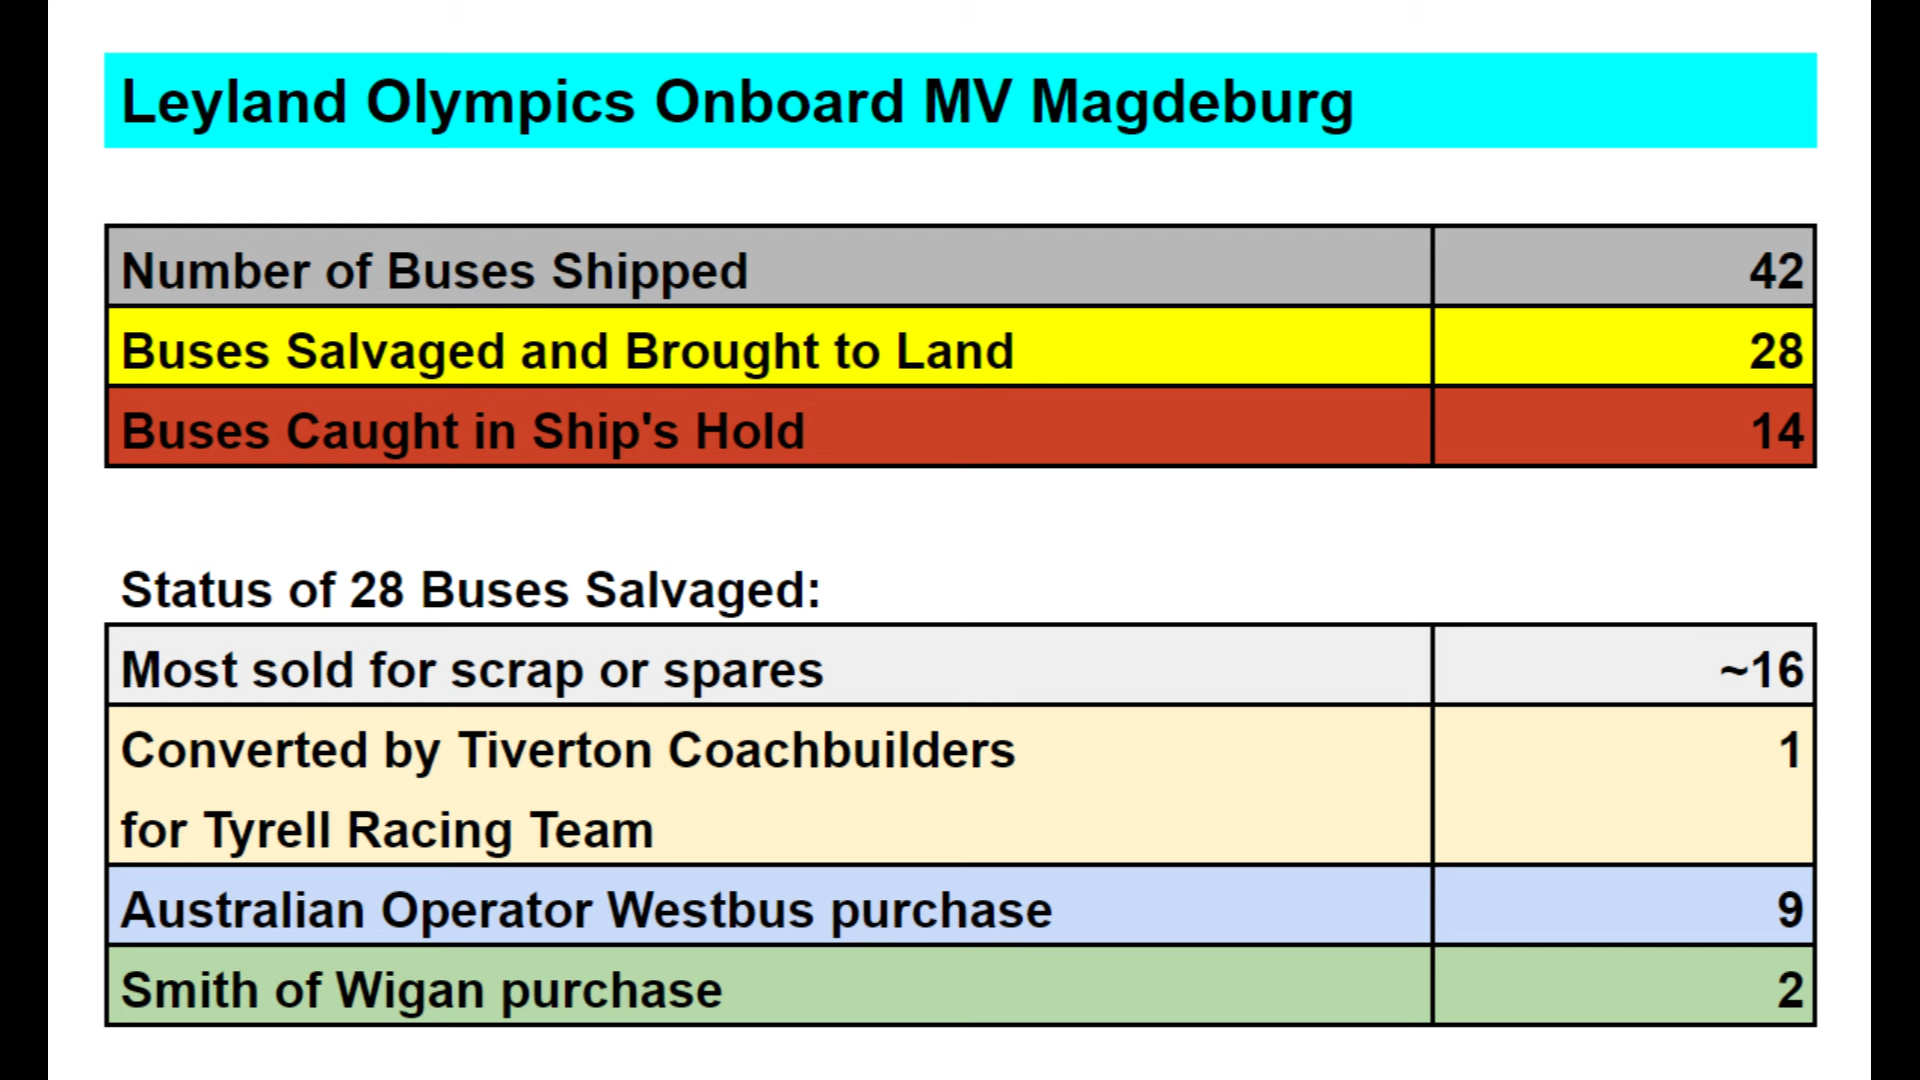 Leyland Olympics Onboard MV Magdeburg
Number of Buses Shipped 42
Buses Salvaged and Brought to Land 28
Buses Caught in Ship's Hold 14
Status of 28 Buses Salvaged:
Most sold for scrap or spares ~16
Converted by Tiverton Coachbuilders 1
for Tyrell Racing Team
Australian Operator Westbus purchase 9
Smith of Wigan purchase 2